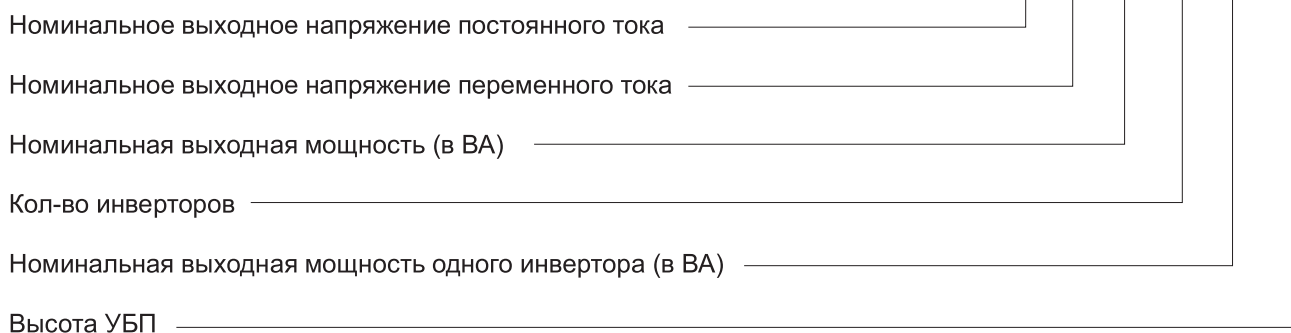 Номинальное выходное напряжение постоянного тока
Номинальное выходное напряжение переменного тока
Номинальная выходная мощность (в ВА)
Кол-во инверторов
Номинальная выходная мощность одного инвертора (в ВА)
Высота УБП